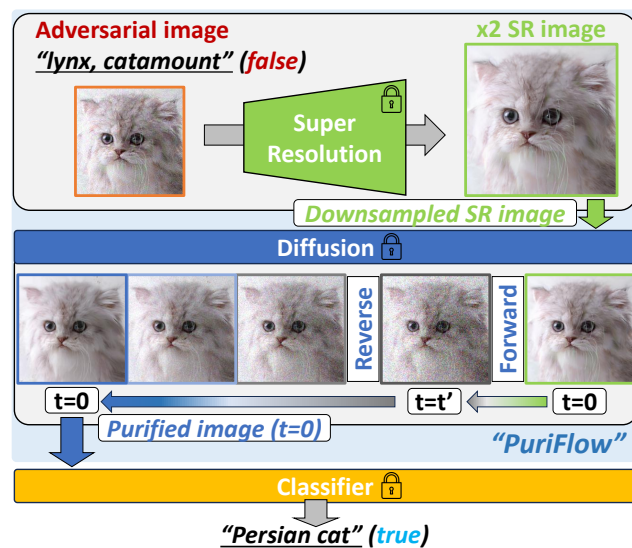 Adversarial image
"lynx, catamount" (false)
x2 SR image
Super
Resolution
Downsampled SR image
Diffusion
Reverse
Forward
t=0
t=t’
t=0
Purified image (t=0)
"PuriFlow"
Classifier
"Persian cat" (true)